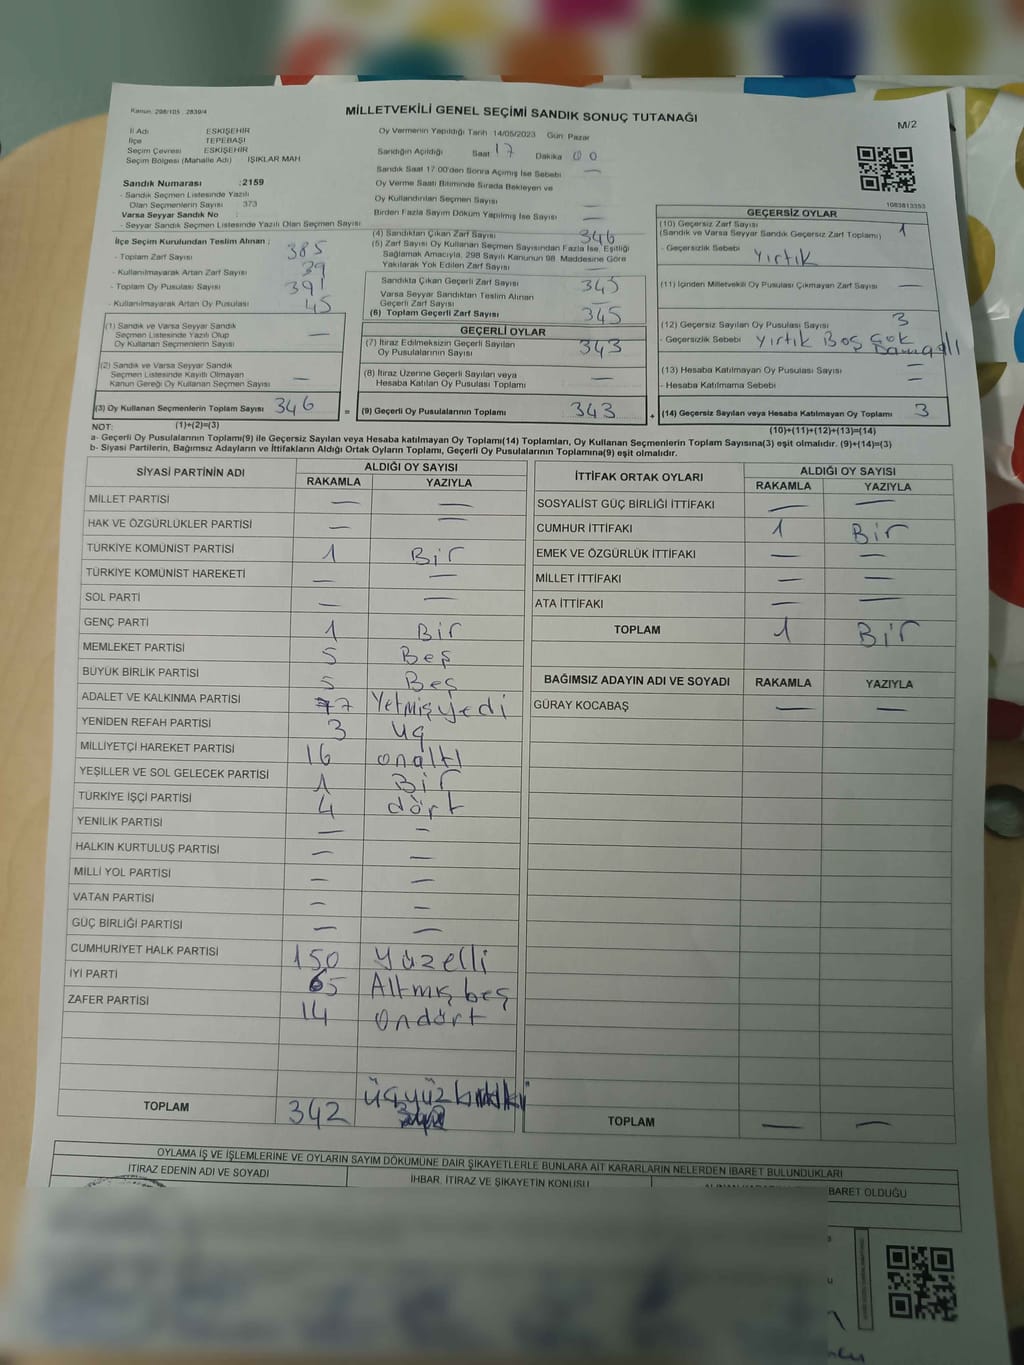 Kanun: 298/105 , 2839/4
MİLLETVEKİLİ GENEL SEÇİMİ SANDIK SONUÇ TUTANAĞI
M/2
İl Adı ESKİŞEHİR
İlçe TEPEBAŞI
Seçim Çevresi ESKİŞEHİR
Seçim Bölgesi (Mahalle Adı) IŞIKLAR MAH
Sandık Numarası : 2159
- Sandık Seçmen Listesinde Yazılı
Olan Seçmenlerin Sayısı 373
Varsa Seyyar Sandık No :
- Seyyar Sandık Seçmen Listesinde Yazılı Olan Seçmen Sayısı
İlçe Seçim Kurulundan Teslim Alınan ;
- Toplam Zarf Sayısı 385
- Kullanılmayarak Artan Zarf Sayısı 39
- Toplam Oy Pusulası Sayısı 391
- Kullanılmayarak Artan Oy Pusulası 45
(1) Sandık ve Varsa Seyyar Sandık
Seçmen Listesinde Yazılı Olup
Oy Kullanan Seçmenlerin Sayısı —
(2) Sandık ve Varsa Seyyar Sandık
Seçmen Listesinde Kayıtlı Olmayan
Kanun Gereği Oy Kullanan Seçmen Sayısı —
(3) Oy Kullanan Seçmenlerin Toplam Sayısı 346 =
(1)+(2)=(3)
Oy Vermenin Yapıldığı Tarih 14/05/2023 Gün: Pazar
Sandığın Açıldığı Saat 17 Dakika 00
Sandık Saat 17:00'den Sonra Açımış İse Sebebi —
Oy Verme Saati Bitiminde Sırada Bekleyen ve
Oy Kullandırılan Seçmen Sayısı —
Birden Fazla Sayım Döküm Yapılmış İse Sayısı —
(4) Sandıktan Çıkan Zarf Sayısı 346
(5) Zarf Sayısı Oy Kullanan Seçmen Sayısından Fazla İse, Eşitliği
Sağlamak Amacıyla, 298 Sayılı Kanunun 98. Maddesine Göre
Yakılarak Yok Edilen Zarf Sayısı —
Sandıkta Çıkan Geçerli Zarf Sayısı 345
Varsa Seyyar Sandıktan Teslim Alınan
Geçerli Zarf Sayısı —
(6) Toplam Geçerli Zarf Sayısı 345
GEÇERLİ OYLAR
(7) İtiraz Edilmeksizin Geçerli Sayılan
Oy Pusulalarının Sayısı 343
(8) İtiraz Üzerine Geçerli Sayılan veya
Hesaba Katılan Oy Pusulası Toplamı —
(9) Geçerli Oy Pusulalarının Toplamı 343 +
1083813353
GEÇERSİZ OYLAR
(10) Geçersiz Zarf Sayısı
(Sandık ve Varsa Seyyar Sandık Geçersiz Zarf Toplamı) 1
- Geçersizlik Sebebi Yırtık
(11) İçinden Milletvekili Oy Pusulası Çıkmayan Zarf Sayısı —
(12) Geçersiz Sayılan Oy Pusulası Sayısı 3
- Geçersizlik Sebebi Yırtık Boş Çok
Damgalı
(13) Hesaba Katılmayan Oy Pusulası Sayısı —
- Hesaba Katılmama Sebebi —
(14) Geçersiz Sayılan veya Hesaba Katılmayan Oy Toplamı 3
(10)+(11)+(12)+(13)=(14)
NOT:
a- Geçerli Oy Pusulalarının Toplamı(9) ile Geçersiz Sayılan veya Hesaba katılmayan Oy Toplamı(14) Toplamları, Oy Kullanan Seçmenlerin Toplam Sayısına(3) eşit olmalıdır. (9)+(14)=(3)
b- Siyasi Partilerin, Bağımsız Adayların ve İttifakların Aldığı Ortak Oyların Toplamı, Geçerli Oy Pusulalarının Toplamına(9) eşit olmalıdır.
SİYASİ PARTİNİN ADI ALDIĞI OY SAYISI
RAKAMLA YAZIYLA
MİLLET PARTİSİ — —
HAK VE ÖZGÜRLÜKLER PARTİSİ — —
TÜRKİYE KOMÜNİST PARTİSİ 1 Bir
TÜRKİYE KOMÜNİST HAREKETİ — —
SOL PARTİ — —
GENÇ PARTİ 1 Bir
MEMLEKET PARTİSİ 5 Beş
BÜYÜK BİRLİK PARTİSİ 5 Beş
ADALET VE KALKINMA PARTİSİ 77 Yetmişyedi
YENİDEN REFAH PARTİSİ 3 üç
MİLLİYETÇİ HAREKET PARTİSİ 16 onaltı
YEŞİLLER VE SOL GELECEK PARTİSİ 1 Bir
TÜRKİYE İŞÇİ PARTİSİ 4 dört
YENİLİK PARTİSİ — —
HALKIN KURTULUŞ PARTİSİ — —
MİLLİ YOL PARTİSİ — —
VATAN PARTİSİ — —
GÜÇ BİRLİĞİ PARTİSİ — —
CUMHURİYET HALK PARTİSİ 150 Yüzelli
İYİ PARTİ 65 Altmış beş
ZAFER PARTİSİ 14 ondört
TOPLAM 342 üçyüz
İTTİFAK ORTAK OYLARI ALDIĞI OY SAYISI
RAKAMLA YAZIYLA
SOSYALİST GÜÇ BİRLİĞİ İTTİFAKI — —
CUMHUR İTTİFAKI 1 Bir
EMEK VE ÖZGÜRLÜK İTTİFAKI — —
MİLLET İTTİFAKI — —
ATA İTTİFAKI — —
TOPLAM 1 Bir
BAĞIMSIZ ADAYIN ADI VE SOYADI RAKAMLA YAZIYLA
GÜRAY KOCABAŞ — —
TOPLAM — —
OYLAMA İŞ VE İŞLEMLERİNE VE OYLARIN SAYIM DÖKÜMÜNE DAİR ŞİKAYETLERLE BUNLARA AİT KARARLARIN NELERDEN İBARET BULUNDUKLARI
İTİRAZ EDENİN ADI VE SOYADI
İHBAR, İTİRAZ VE ŞİKAYETİN KONUSU
BARET OLDUĞU